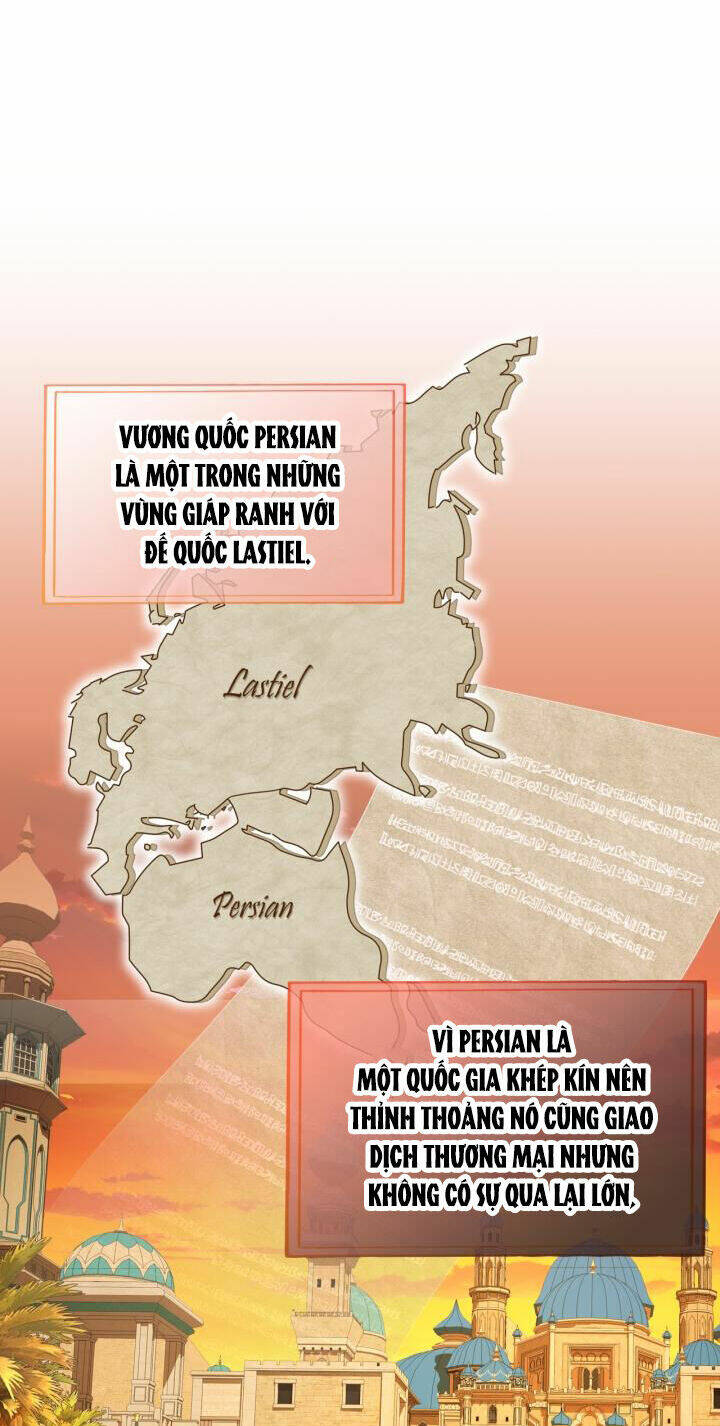 VƯƠNG QUỐC PERSIAN
LÀ MỘT TRONG NHỮNG
VÙNG GIÁP RANH VỚI
ĐẾ QUỐC LASTIEL.
Lastiel
Persian
VÌ PERSIAN LÀ
MỘT QUỐC GIA KHÉP KÍN NÊN
THỈNH THOẢNG NÓ CŨNG GIAO
DỊCH THƯƠNG MẠI NHƯNG
KHÔNG CÓ SỰ QUA LẠI LỚN,